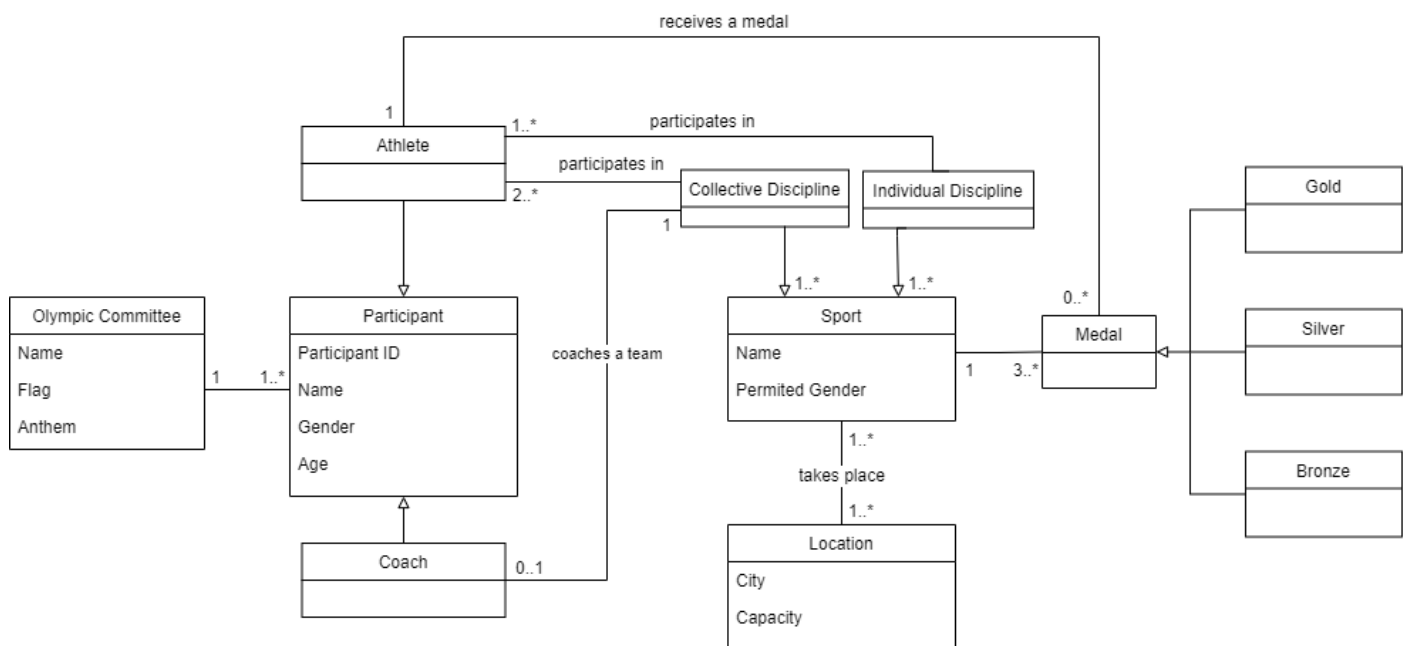 receives a medal
1
1..*
participates in
Athlete
participates in
2..*
Collective Discipline
Individual Discipline
Gold
1
1..*
1..*
0..*
Olympic Committee
Name
Flag
Anthem
1
1..*
Participant
Participant ID
Name
Gender
Age
coaches a team
Sport
Name
Permited Gender
1
3..*
Medal
Silver
1..*
takes place
1..*
Bronze
Coach
0..1
Location
City
Capacity